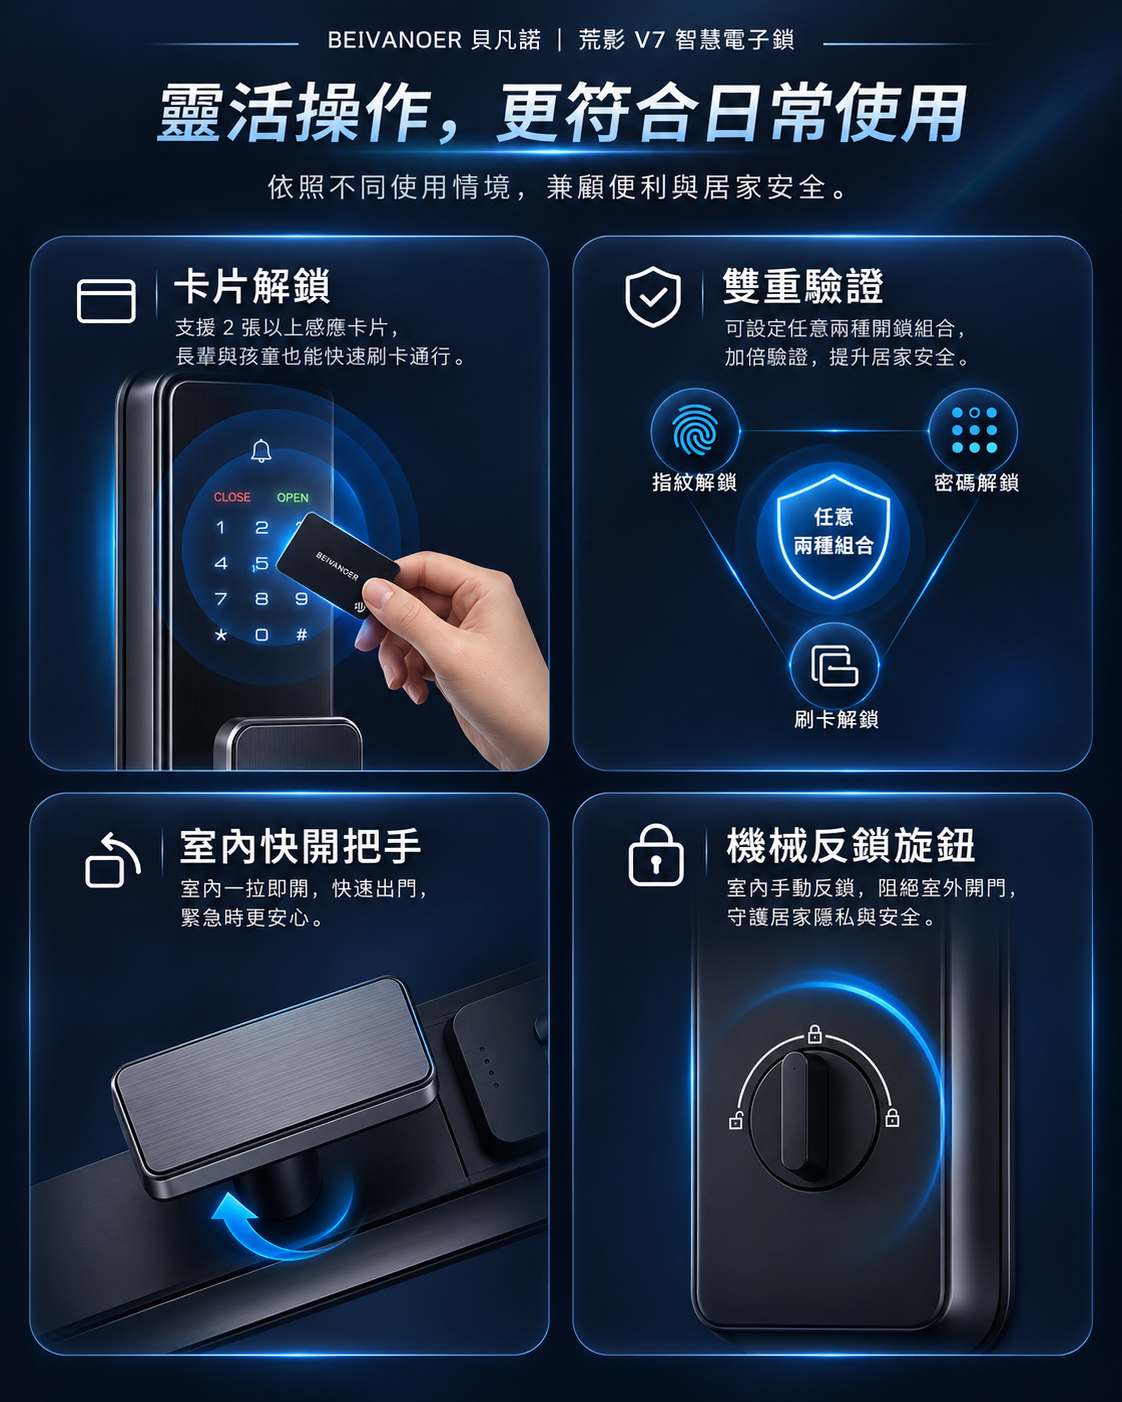 BEIVANOER 貝凡諾 | 荒影 V7 智慧電子鎖
靈活操作，更符合日常使用
依照不同使用情境，兼顧便利與居家安全。
卡片解鎖
支援 2 張以上感應卡片，
長輩與孩童也能快速刷卡通行。
CLOSE OPEN
1 2
4 5
7 8 9
* 0 #
BEIVANOER
雙重驗證
可設定任意兩種開鎖組合，
加倍驗證，提升居家安全。
指紋解鎖
密碼解鎖
任意
兩種組合
刷卡解鎖
室內快開把手
室內一拉即開，快速出門，
緊急時更安心。
機械反鎖旋鈕
室內手動反鎖，阻絕室外開門，
守護居家隱私與安全。